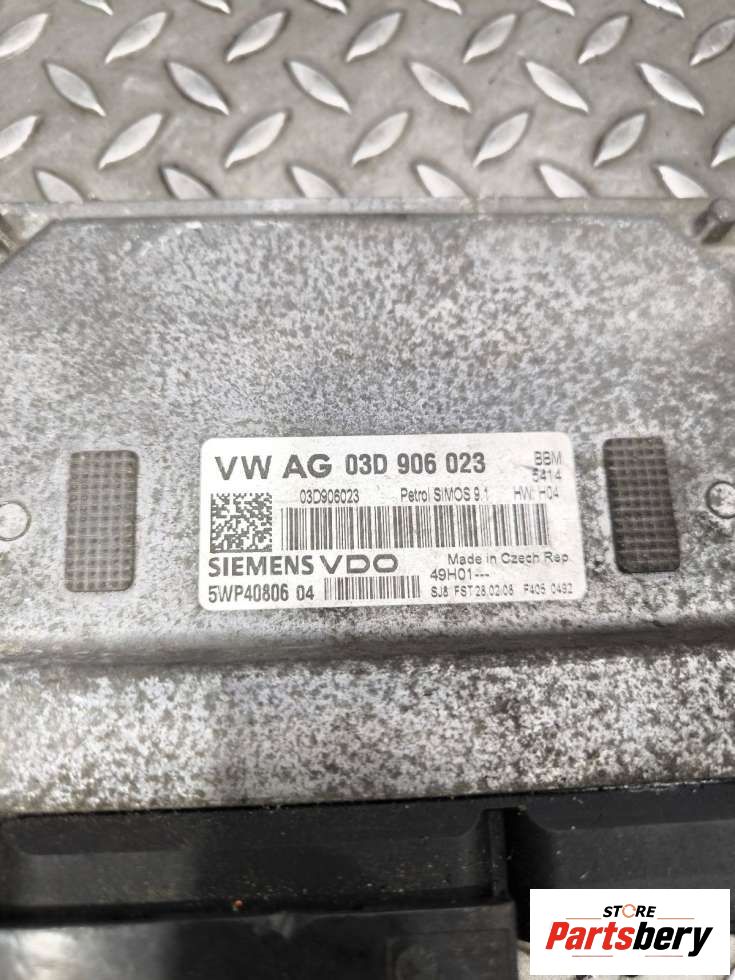 VW AG 03D 906 023 BBM
5414
03D906023 Petrol SIMOS 9.1 HW: H04
SIEMENS VDO Made in Czech Rep
49H01---
5WP40806 04 SJ8 FST 28.02.08 F405 0492
STORE
Partsbery